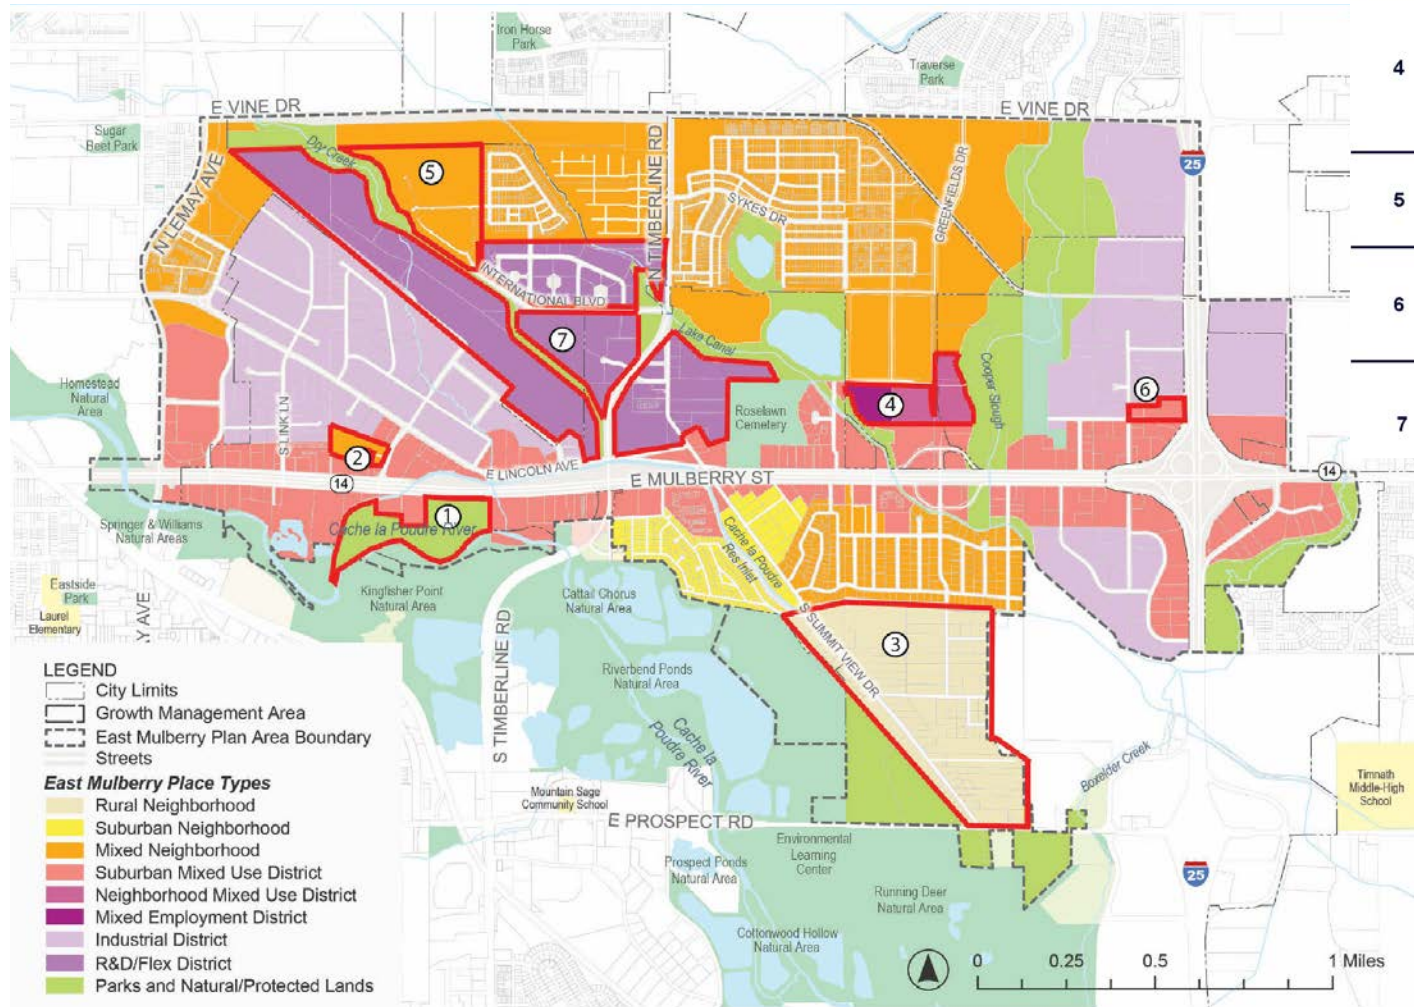 Iron Horse
Park
Traverse
Park
4
E VINE DR
E VINE DR
Sugar
Beet Park
Dry Creek
5
N TIMBERLINE RD
25
N LEMAY AVE
GREENFIELDS DR
SYKES DR
5
INTERNATIONAL BLVD
7
Lake Canal
6
Cooper Slough
Homestead
Natural
Area
6
4
Roselawn
Cemetery
7
S LINK LN
2
E LINCOLN AVE
E MULBERRY ST
14
14
1
Cache la Poudre River
Springer & Williams
Natural Areas
Cache la Poudre
Res Inlet
Eastside
Park
Laurel
Elementary
AY AVE
Kingfisher Point
Natural Area
Cattail Chorus
Natural Area
S SUMMIT VIEW DR
3
S TIMBERLINE RD
Riverbend Ponds
Natural Area
Cache la
Poudre River
Boxelder Creek
Timnath
Middle-High
School
Mountain Sage
Community School
E PROSPECT RD
Environmental
Learning
Center
Prospect Ponds
Natural Area
25
Running Deer
Natural Area
Cottonwood Hollow
Natural Area
LEGEND
City Limits
Growth Management Area
East Mulberry Plan Area Boundary
Streets
East Mulberry Place Types
Rural Neighborhood
Suburban Neighborhood
Mixed Neighborhood
Suburban Mixed Use District
Neighborhood Mixed Use District
Mixed Employment District
Industrial District
R&D/Flex District
Parks and Natural/Protected Lands
0 0.25 0.5 1 Miles